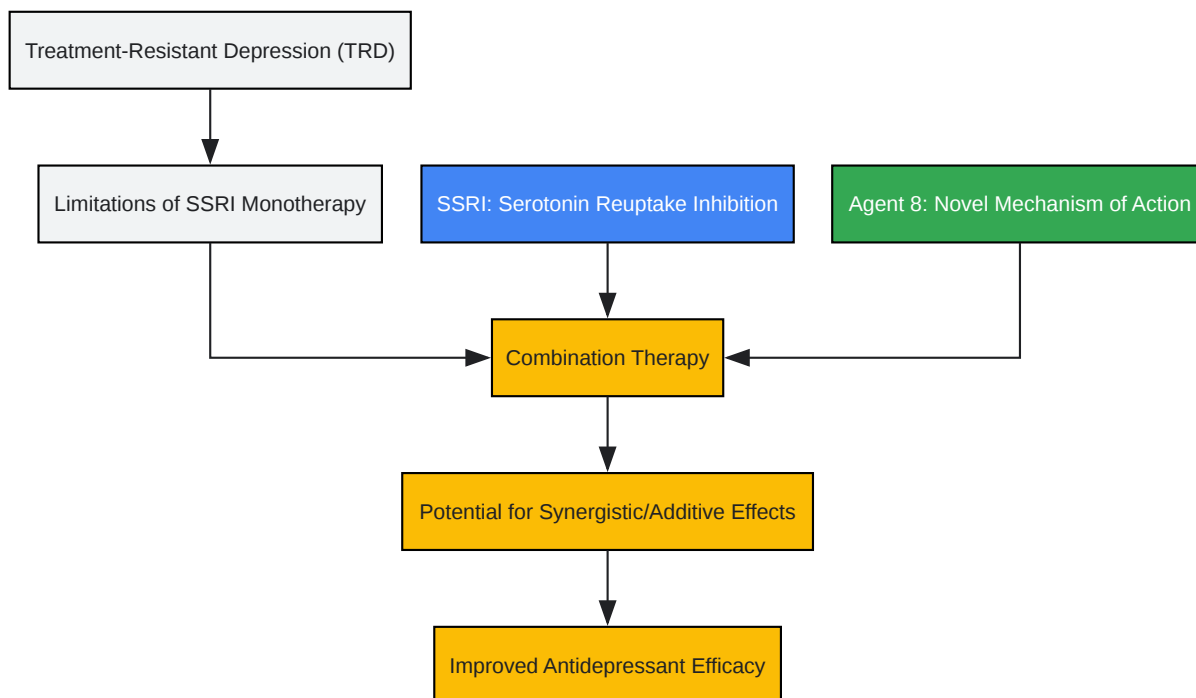 Treatment-Resistant Depression (TRD)
Limitations of SSRI Monotherapy
SSRI: Serotonin Reuptake Inhibition
Agent 8: Novel Mechanism of Action
Combination Therapy
Potential for Synergistic/Additive Effects
Improved Antidepressant Efficacy